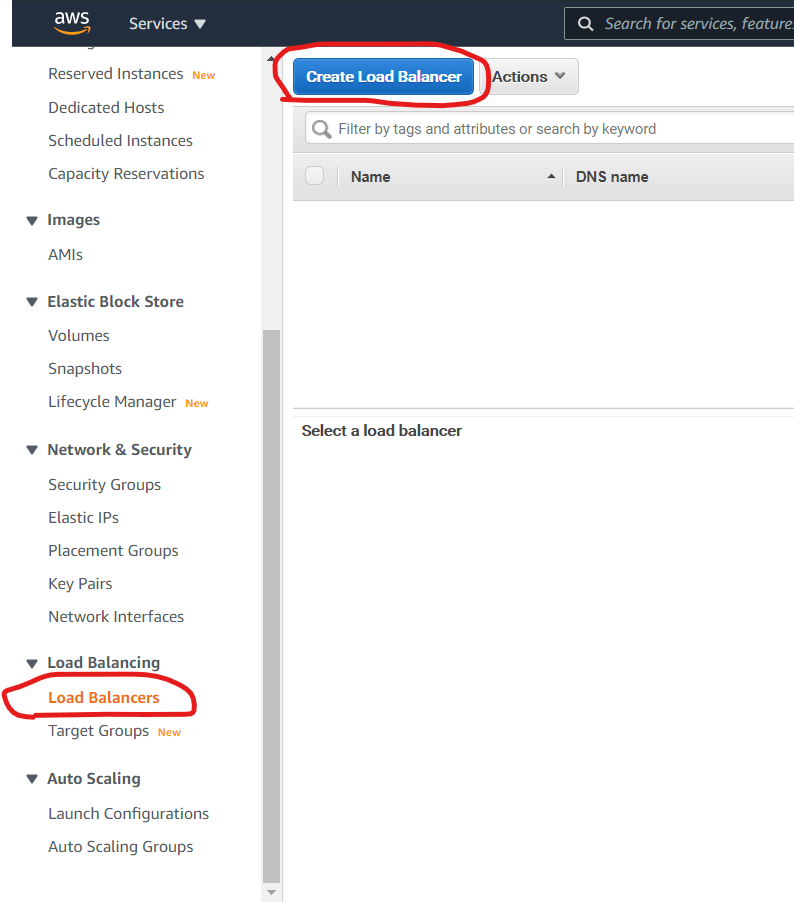 aws
Services
Search for services, features
Reserved Instances New
Dedicated Hosts
Scheduled Instances
Capacity Reservations
Images
AMIs
Elastic Block Store
Volumes
Snapshots
Lifecycle Manager New
Network & Security
Security Groups
Elastic IPs
Placement Groups
Key Pairs
Network Interfaces
Load Balancing
Load Balancers
Target Groups New
Auto Scaling
Launch Configurations
Auto Scaling Groups
Create Load Balancer
Actions
Filter by tags and attributes or search by keyword
Name
DNS name
Select a load balancer